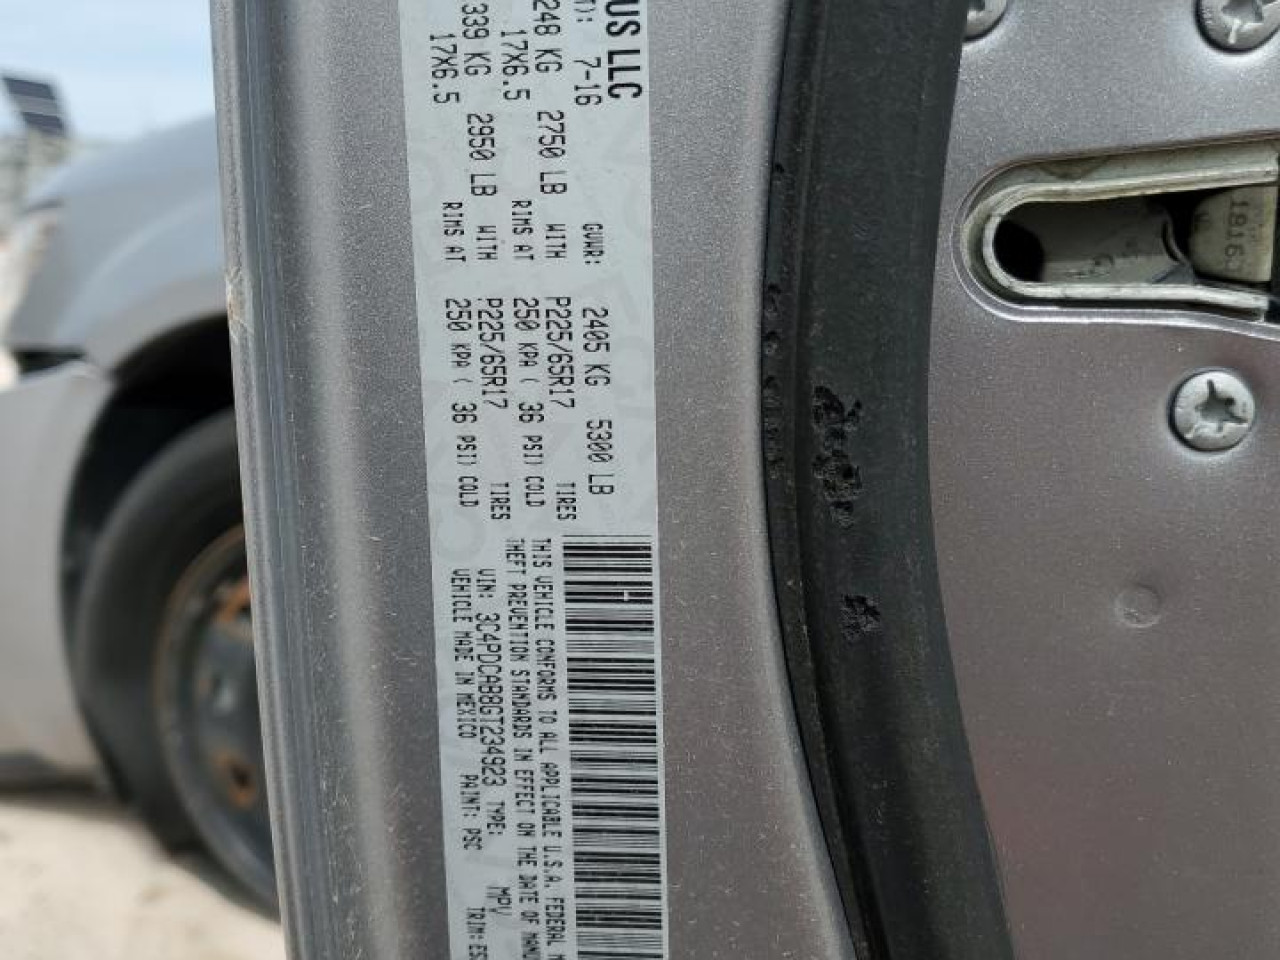 US LLC
T): 7-16
GVWR: 2405 KG 5300 LB
248 KG 2750 LB WITH P225/65R17 TIRES
17X6.5 RIMS AT 250 KPA ( 36 PSI) COLD
339 KG 2950 LB WITH P225/65R17 TIRES
17X6.5 RIMS AT 250 KPA ( 36 PSI) COLD
THIS VEHICLE CONFORMS TO ALL APPLICABLE U.S.A. FEDERAL M
THEFT PREVENTION STANDARDS IN EFFECT ON THE DATE OF MANU
VIN: 3C4PDCAB8GT234923 TYPE: MPV
VEHICLE MADE IN MEXICO PAINT: PSC TRIM: ES
1816